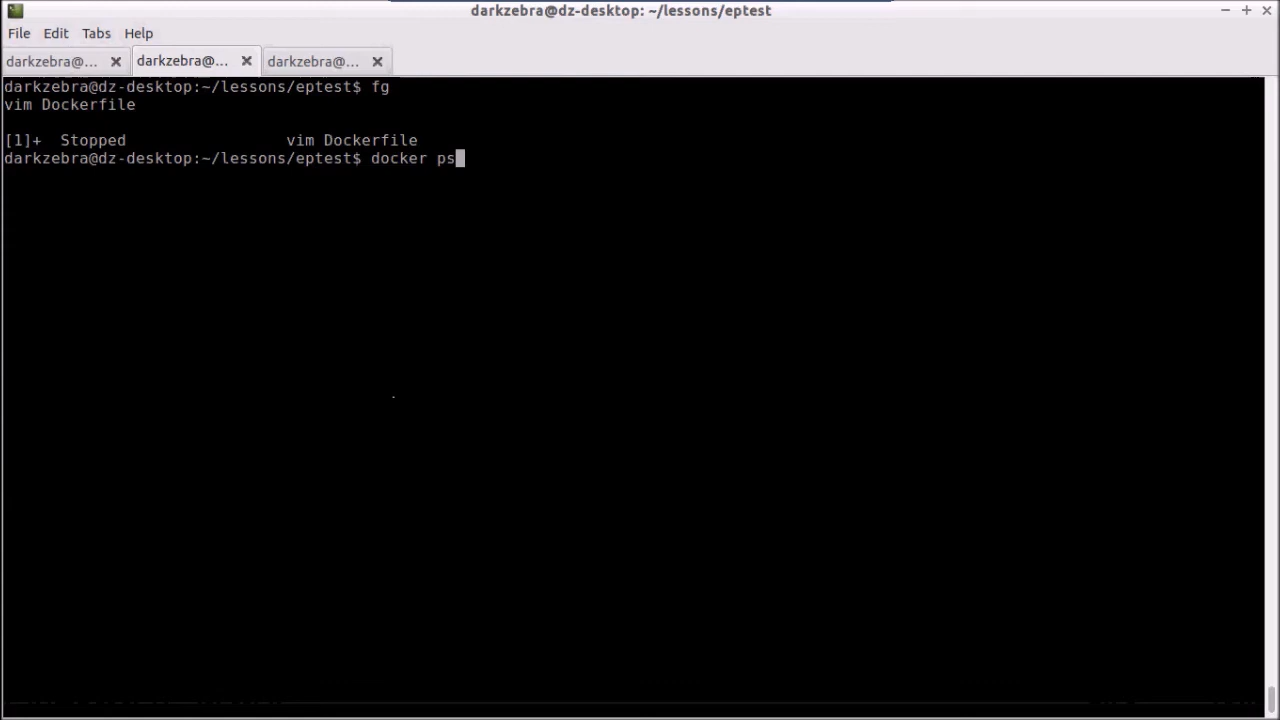 darkzebra@dz-desktop: ~/lessons/eptest
File Edit Tabs Help
darkzebra@... darkzebra@... darkzebra@...
darkzebra@dz-desktop:~/lessons/eptest$ fg
vim Dockerfile
[1]+  Stopped                 vim Dockerfile
darkzebra@dz-desktop:~/lessons/eptest$ docker ps